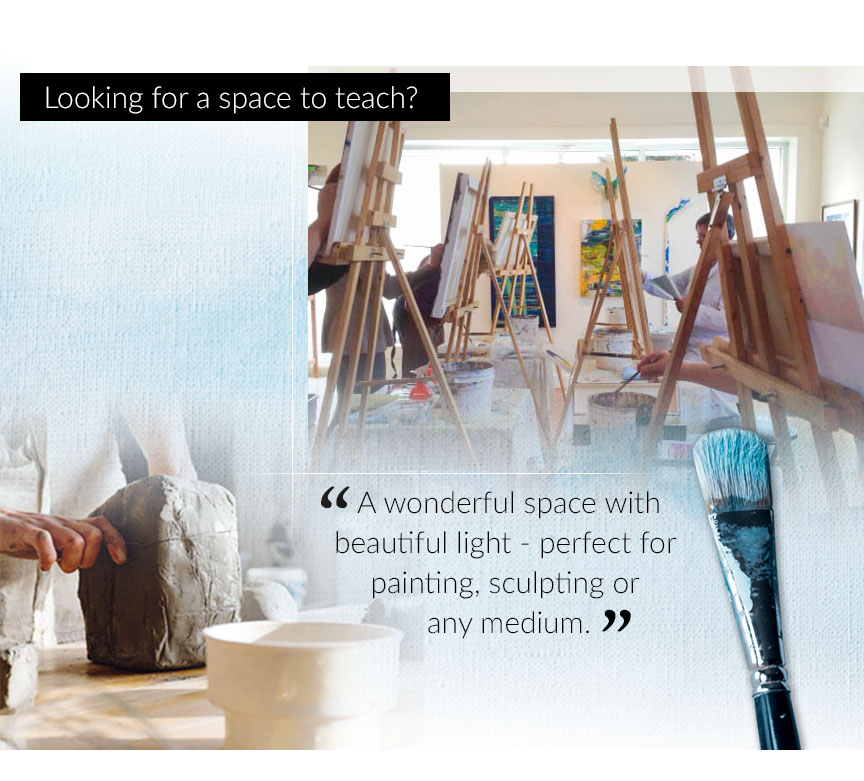 Looking for a space to teach?
“ A wonderful space with
beautiful light - perfect for
painting, sculpting or
any medium. ”